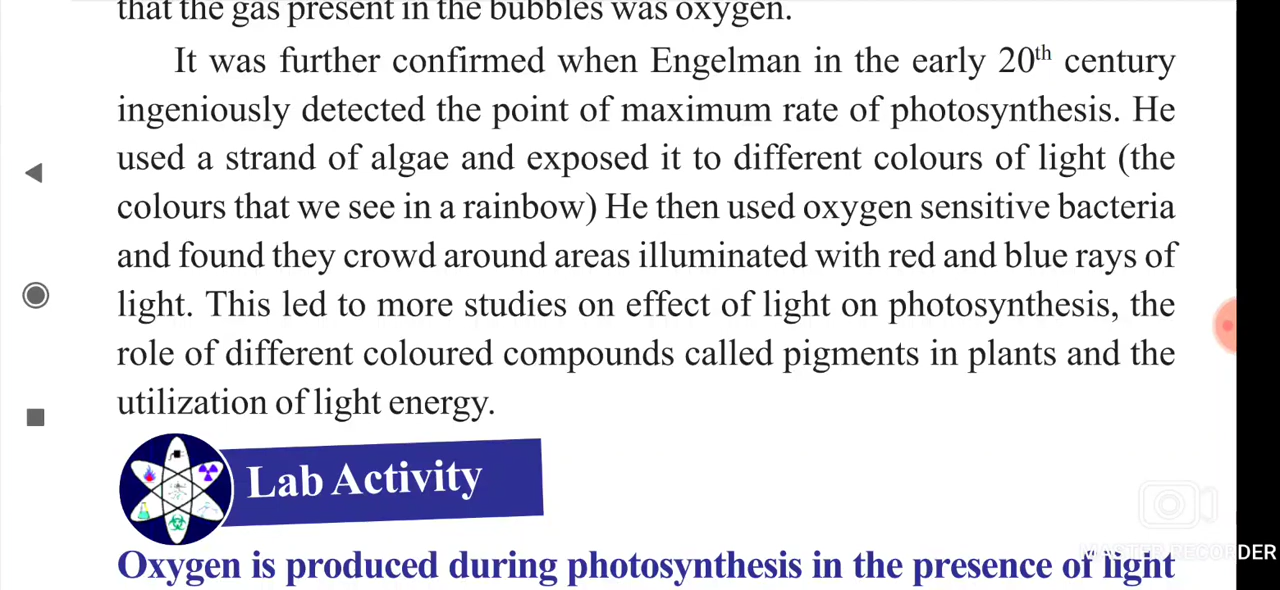 that the gas present in the bubbles was oxygen.
It was further confirmed when Engelman in the early 20th century
ingeniously detected the point of maximum rate of photosynthesis. He
used a strand of algae and exposed it to different colours of light (the
colours that we see in a rainbow) He then used oxygen sensitive bacteria
and found they crowd around areas illuminated with red and blue rays of
light. This led to more studies on effect of light on photosynthesis, the
role of different coloured compounds called pigments in plants and the
utilization of light energy.
Lab Activity
MASTER RECORDER
Oxygen is produced during photosynthesis in the presence of light